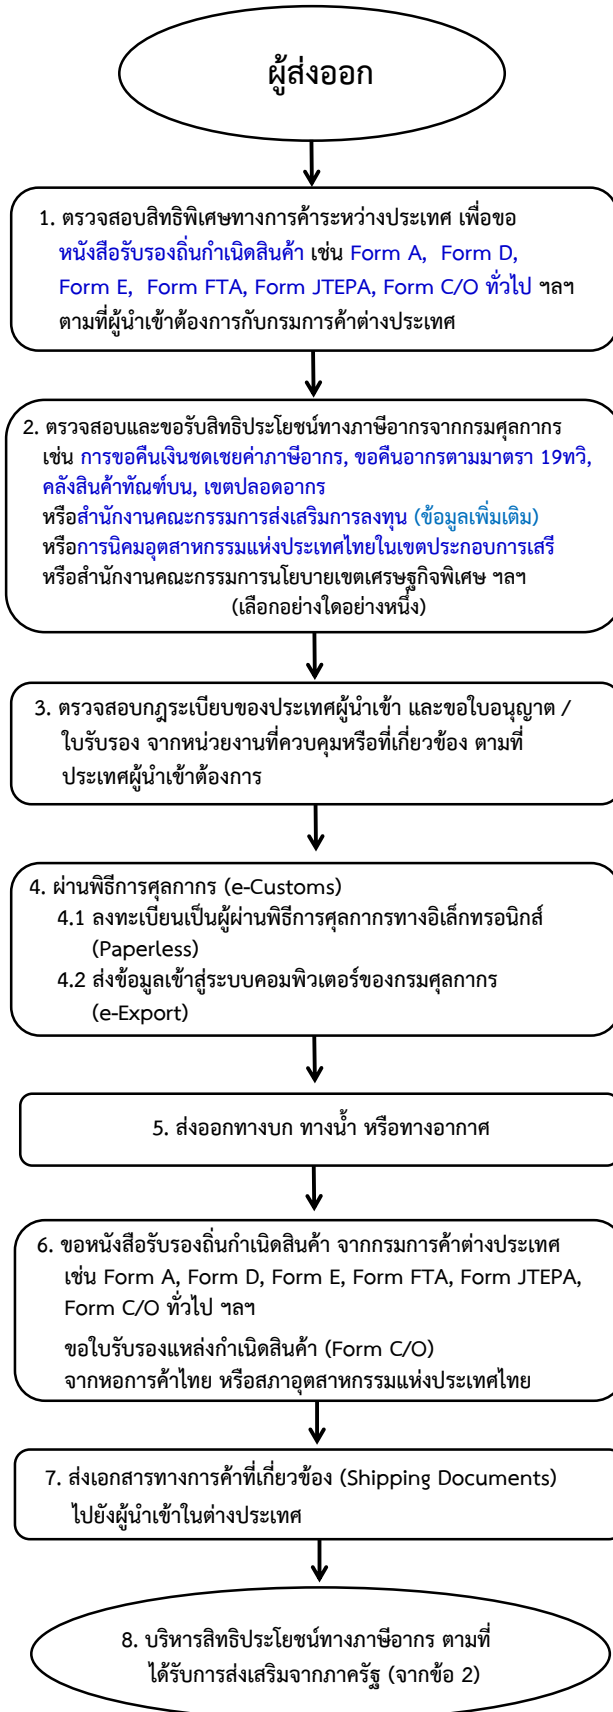 ผู้ส่งออก
1. ตรวจสอบสิทธิพิเศษทางการค้าระหว่างประเทศ เพื่อขอ
หนังสือรับรองถิ่นกำเนิดสินค้า เช่น Form A, Form D,
Form E, Form FTA, Form JTEPA, Form C/O ทั่วไป ฯลฯ
ตามที่ผู้นำเข้าต้องการกับกรมการค้าต่างประเทศ
2. ตรวจสอบและขอรับสิทธิประโยชน์ทางภาษีอากรจากกรมศุลกากร
เช่น การขอคืนเงินชดเชยค่าภาษีอากร, ขอคืนอากรตามมาตรา 19ทวิ,
คลังสินค้าทัณฑ์บน, เขตปลอดอากร
หรือสำนักงานคณะกรรมการส่งเสริมการลงทุน (ข้อมูลเพิ่มเติม)
หรือการนิคมอุตสาหกรรมแห่งประเทศไทยในเขตประกอบการเสรี
หรือสำนักงานคณะกรรมการนโยบายเขตเศรษฐกิจพิเศษ ฯลฯ
(เลือกอย่างใดอย่างหนึ่ง)
3. ตรวจสอบกฎระเบียบของประเทศผู้นำเข้า และขอใบอนุญาต /
ใบรับรอง จากหน่วยงานที่ควบคุมหรือที่เกี่ยวข้อง ตามที่
ประเทศผู้นำเข้าต้องการ
4. ผ่านพิธีการศุลกากร (e-Customs)
4.1 ลงทะเบียนเป็นผู้ผ่านพิธีการศุลกากรทางอิเล็กทรอนิกส์
(Paperless)
4.2 ส่งข้อมูลเข้าสู่ระบบคอมพิวเตอร์ของกรมศุลกากร
(e-Export)
5. ส่งออกทางบก ทางน้ำ หรือทางอากาศ
6. ขอหนังสือรับรองถิ่นกำเนิดสินค้า จากกรมการค้าต่างประเทศ
เช่น Form A, Form D, Form E, Form FTA, Form JTEPA,
Form C/O ทั่วไป ฯลฯ
ขอใบรับรองแหล่งกำเนิดสินค้า (Form C/O)
จากหอการค้าไทย หรือสภาอุตสาหกรรมแห่งประเทศไทย
7. ส่งเอกสารทางการค้าที่เกี่ยวข้อง (Shipping Documents)
ไปยังผู้นำเข้าในต่างประเทศ
8. บริหารสิทธิประโยชน์ทางภาษีอากร ตามที่
ได้รับการส่งเสริมจากภาครัฐ (จากข้อ 2)